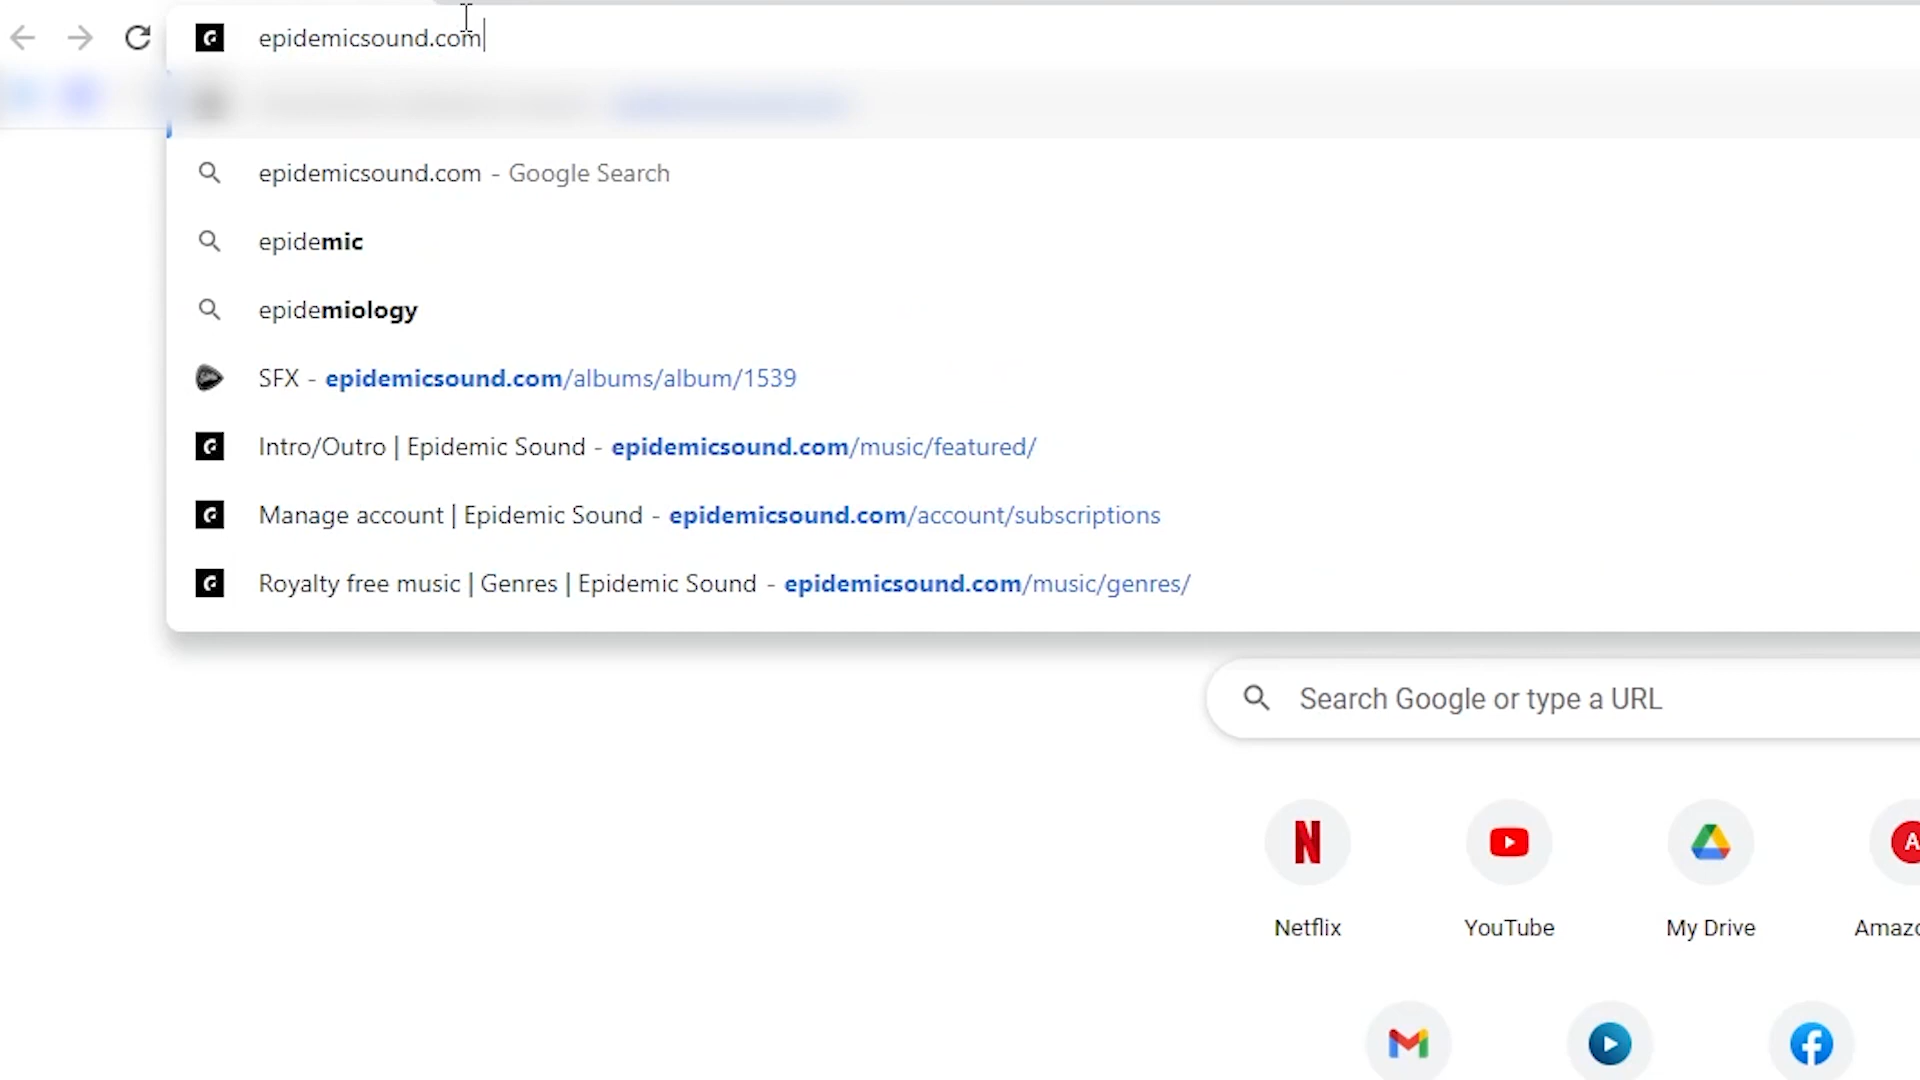 epidemicsound.com
epidemicsound.com - Google Search
epidemic
epidemiology
SFX - epidemicsound.com/albums/album/1539
Intro/Outro | Epidemic Sound - epidemicsound.com/music/featured/
Manage account | Epidemic Sound - epidemicsound.com/account/subscriptions
Royalty free music | Genres | Epidemic Sound - epidemicsound.com/music/genres/
Search Google or type a URL
Netflix
YouTube
My Drive